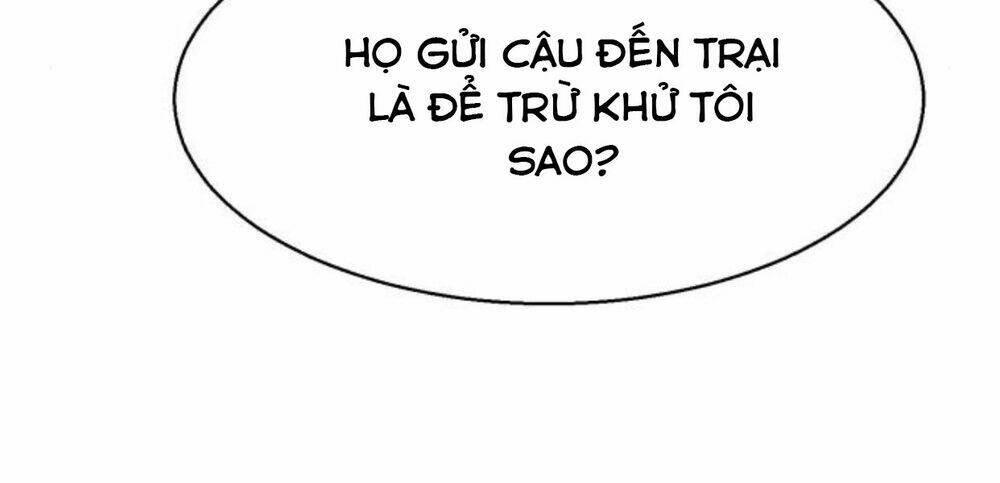 HỌ GỬI CẬU ĐẾN TRẠI
LÀ ĐỂ TRỪ KHỬ TÔI
SAO?